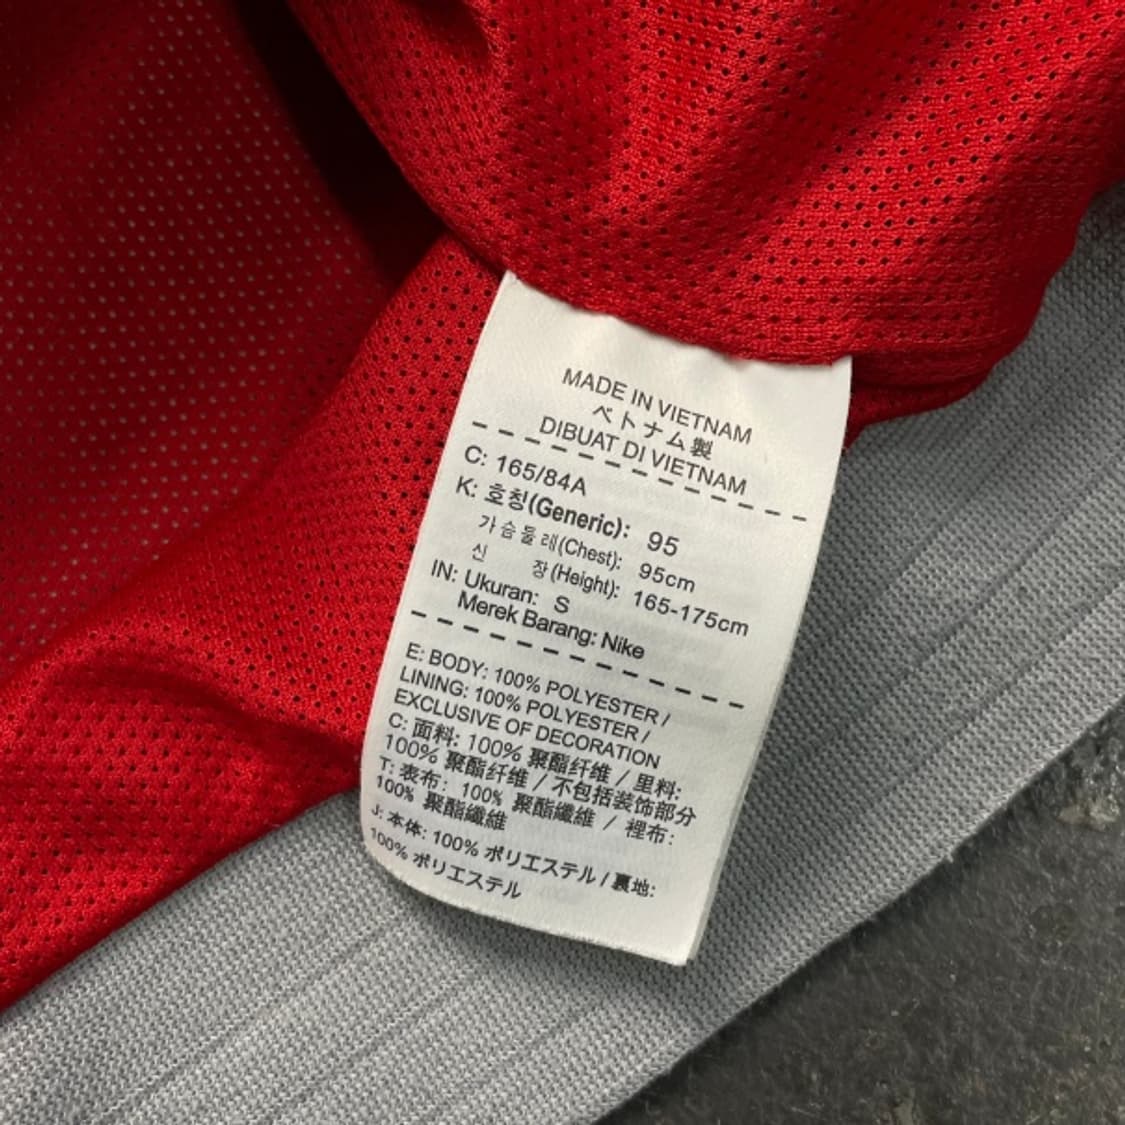 MADE IN VIETNAM
ベトナム製
DIBUAT DI VIETNAM
C: 165/84A
K: 호칭(Generic): 95
가슴둘레(Chest): 95cm
신 장(Height): 165-175cm
IN: Ukuran: S
Merek Barang: Nike
E: BODY: 100% POLYESTER /
LINING: 100% POLYESTER /
EXCLUSIVE OF DECORATION
C: 面料: 100% 聚酯纤维 / 里料:
100% 聚酯纤维 / 不包括装饰部分
T: 表布: 100% 聚酯纖維 / 裡布:
100% 聚酯纖維
J: 本体: 100% ポリエステル / 裏地:
100% ポリエステル